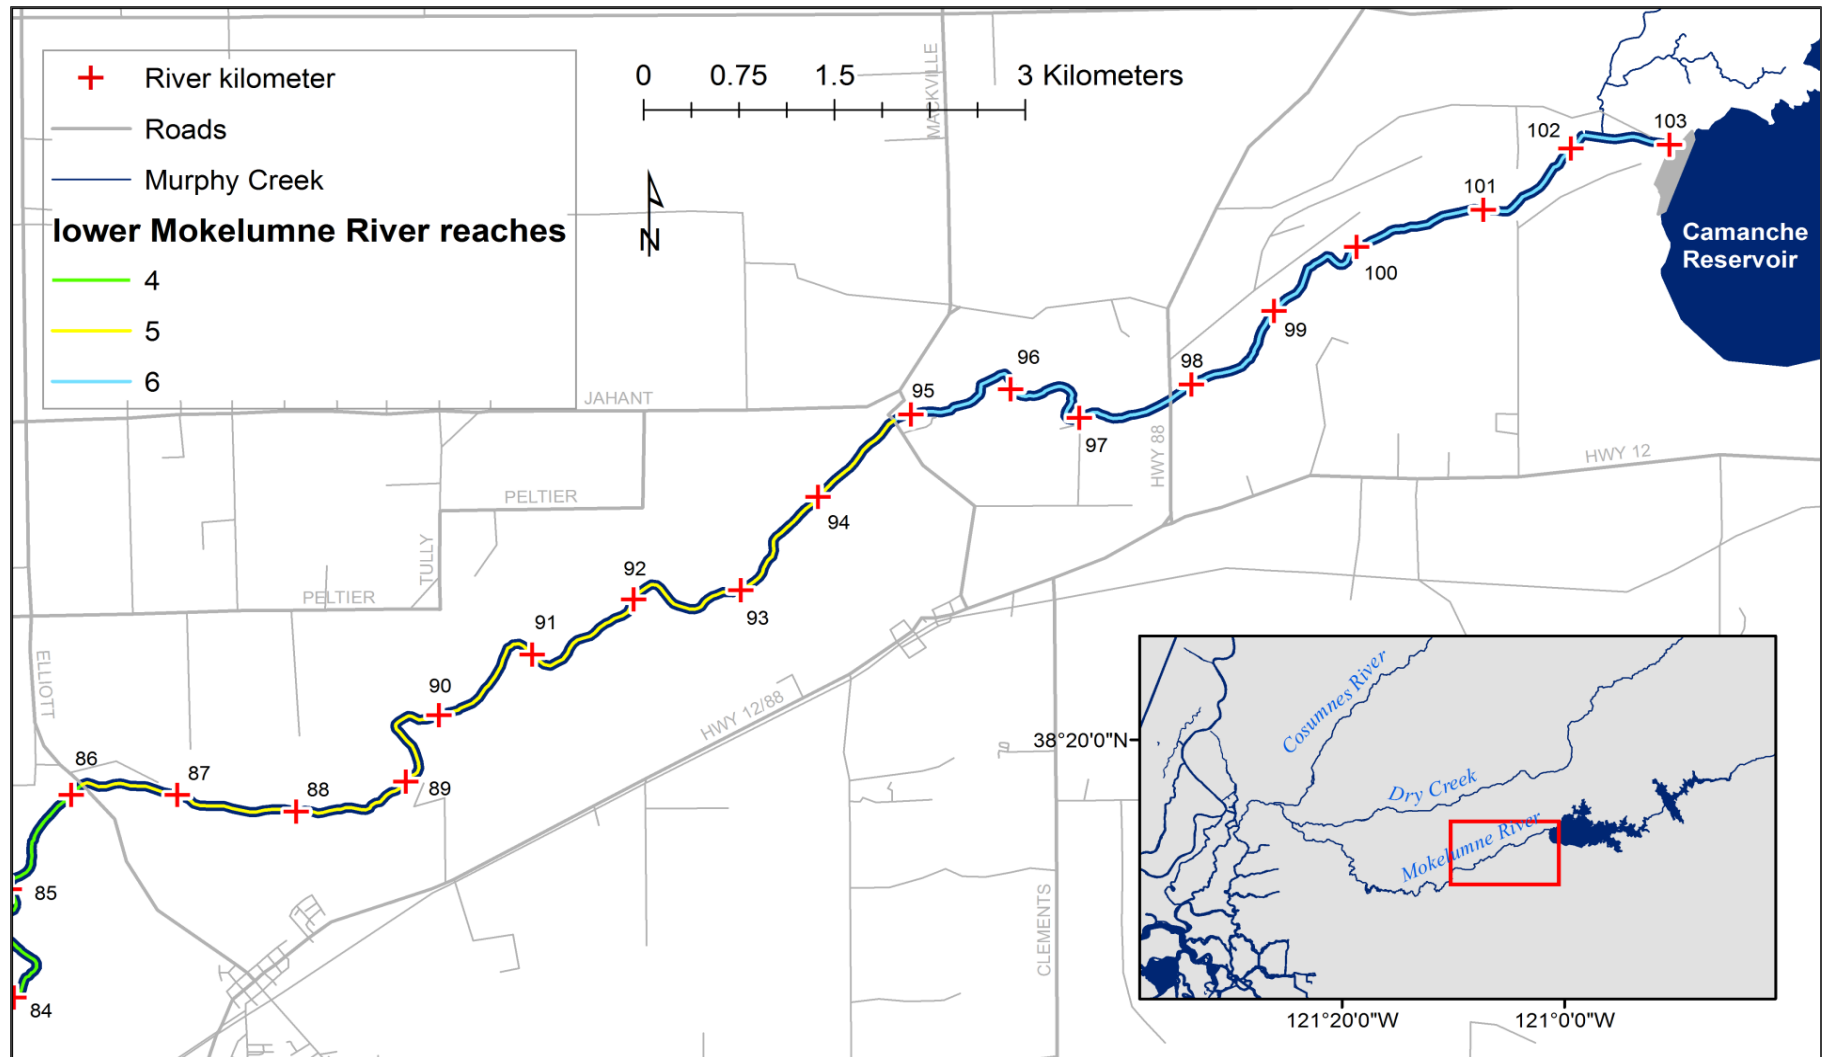 River kilometer
Roads
Murphy Creek
lower Mokelumne River reaches
4
5
6
0 0.75 1.5 3 Kilometers
N
MACKVILLE
103
102
101
Camanche
Reservoir
100
99
98
96
97
95
JAHANT
HWY 88
HWY 12
PELTIER
94
TULLY
92
93
PELTIER
91
ELLIOTT
90
HWY 12/88
86
87
88
89
85
84
CLEMENTS
Cosumnes River
38°20'0"N
Dry Creek
Mokelumne River
121°20'0"W
121°0'0"W